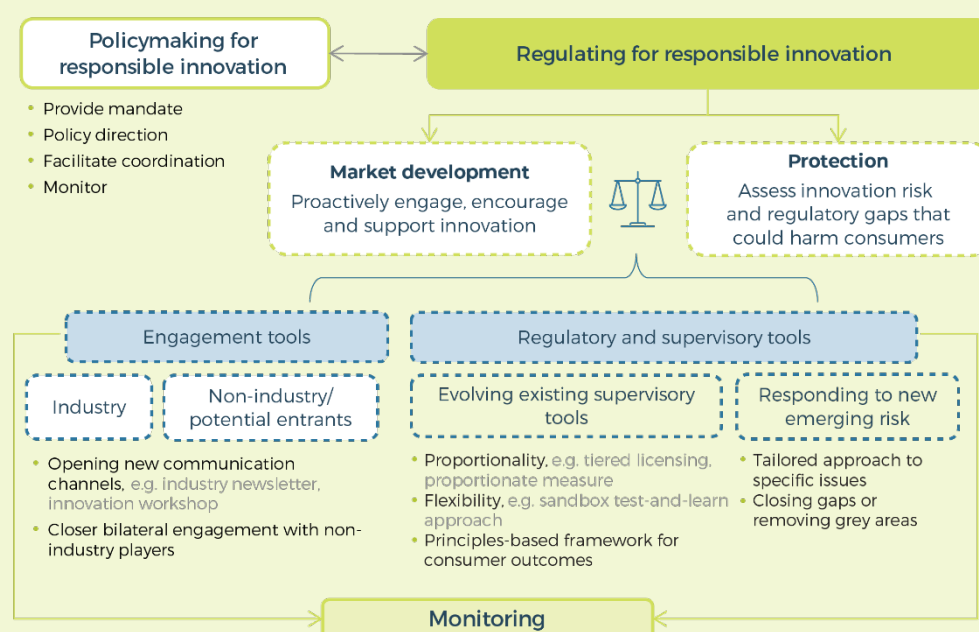 Policymaking for
responsible innovation
Regulating for responsible innovation
• Provide mandate
• Policy direction
• Facilitate coordination
• Monitor
Market development
Proactively engage, encourage
and support innovation
Protection
Assess innovation risk
and regulatory gaps that
could harm consumers
Engagement tools
Regulatory and supervisory tools
Industry
Non-industry/
potential entrants
Evolving existing supervisory
tools
Responding to new
emerging risk
• Opening new communication
channels, e.g. industry newsletter,
innovation workshop
• Closer bilateral engagement with non-
industry players
• Proportionality, e.g. tiered licensing,
proportionate measure
• Flexibility, e.g. sandbox test-and-learn
approach
• Principles-based framework for
consumer outcomes
• Tailored approach to
specific issues
• Closing gaps or
removing grey areas
Monitoring